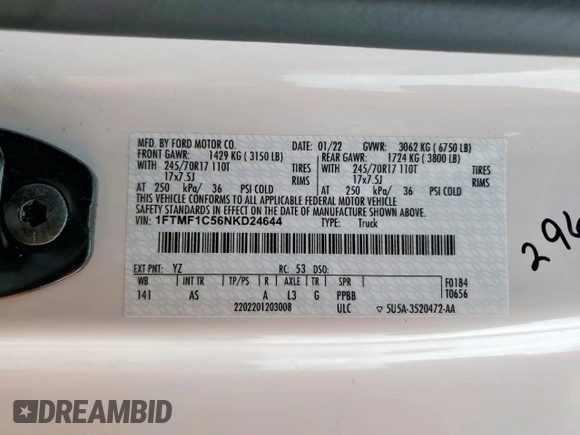 MFD. BY FORD MOTOR CO. 01/22 GVWR: 3062 KG ( 6750 LB)
FRONT GAWR: 1429 KG ( 3150 LB) REAR GAWR: 1724 KG ( 3800 LB)
WITH 245/70R17 110T TIRES WITH 245/70R17 110T TIRES
17x7.5J RIMS 17x7.5J RIMS
AT 250 kPa/ 36 PSI COLD AT 250 kPa/ 36 PSI COLD
THIS VEHICLE CONFORMS TO ALL APPLICABLE FEDERAL MOTOR VEHICLE
SAFETY AND THEFT PREVENTION STANDARDS IN
EFFECT ON THE DATE OF MANUFACTURE SHOWN ABOVE.
VIN: 1FTMF1C56NKD24644 TYPE: Truck
EXT PNT: YZ RC: 53 DSO:
WB INT TR TP/PS R AXLE TR SPR F0184
141 AS A L3 G PPBB T0656
2202201203008 ULC 5U5A-3520472-AA
296
DREAMBID